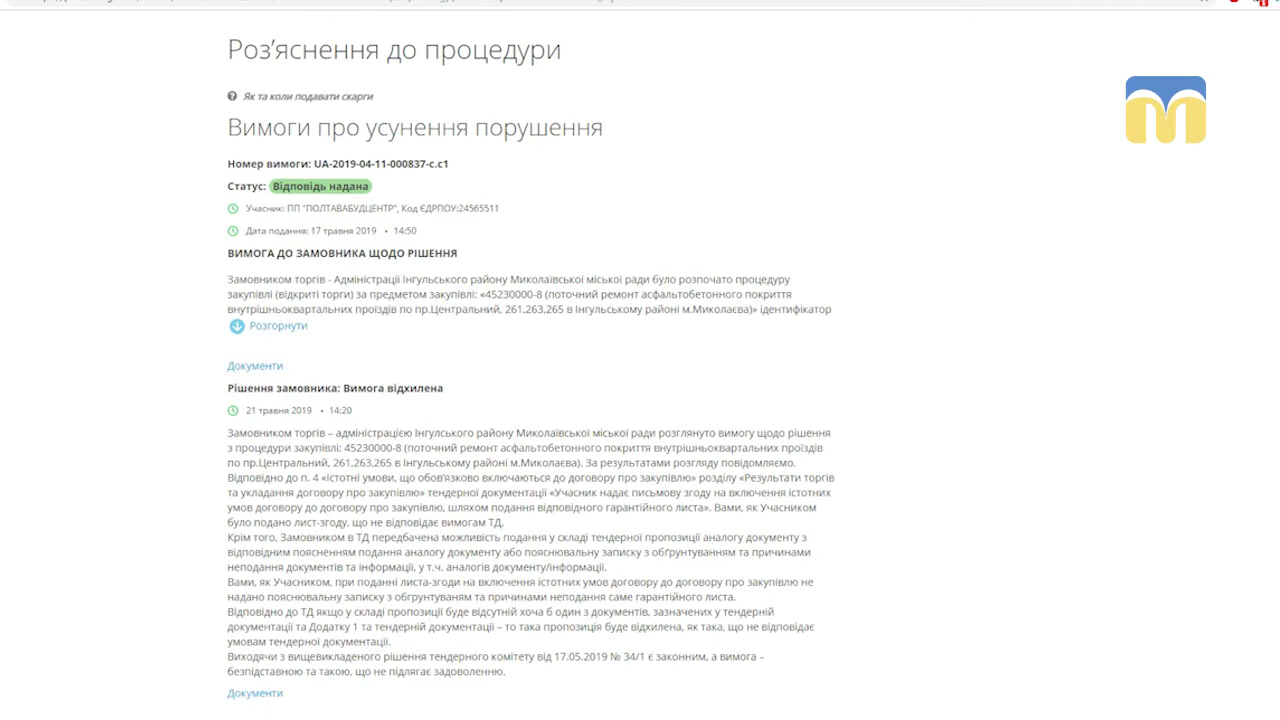 Роз’яснення до процедури
Як та коли подавати скарги
Вимоги про усунення порушення
Номер вимоги: UA-2019-04-11-000837-c.c1
Статус: Відповідь надана
Учасник: ПП "ПОЛТАВАБУДЦЕНТР", Код ЄДРПОУ:24565511
Дата подання: 17 травня 2019 • 14:50
ВИМОГА ДО ЗАМОВНИКА ЩОДО РІШЕННЯ
Замовником торгів - Адміністрації Інгульського району Миколаївської міської ради було розпочато процедуру
закупівлі (відкриті торги) за предметом закупівлі: «45230000-8 (поточний ремонт асфальтобетонного покриття
внутрішньоквартальних проїздів по пр.Центральний, 261,263,265 в Інгульському районі м.Миколаєва)» ідентифікатор
Розгорнути
Документи
Рішення замовника: Вимога відхилена
21 травня 2019 • 14:20
Замовником торгів – адміністрацією Інгулського району Миколаївської міської ради розглянуто вимогу щодо рішення
з процедури закупівлі: 45230000-8 (поточний ремонт асфальтобетонного покриття внутрішньоквартальних проїздів
по пр.Центральний, 261,263,265 в Інгульському районі м.Миколаєва). За результатами розгляду повідомляємо.
Відповідно до п. 4 «Істотні умови, що обов’язково включаються до договору про закупівлю» розділу «Результати торгів
та укладання договору про закупівлю» тендерної документації «Учасник надає письмову згоду на включення істотних
умов договору до договору про закупівлю, шляхом подання відповідного гарантійного листа». Вами, як Учасником
було подано лист-згоду, що не відповідає вимогам ТД.
Крім того, Замовником в ТД передбачена можливість подання у складі тендерної пропозиції аналогу документу з
відповідним поясненням подання аналогу документу або пояснювальну записку з обґрунтуванням та причинами
неподання документів та інформації, у т.ч. аналогів документу/інформації.
Вами, як Учасником, при поданні листа-згоди на включення істотних умов договору до договору про закупівлю не
надано пояснювальну записку з обгрунтуванням та причинами неподання саме гарантійного листа.
Відповідно до ТД якщо у складі пропозиції буде відсутній хоча б один з документів, зазначених у тендерній
документації та Додатку 1 та тендерній документації – то така пропозиція буде відхилена, як така, що не відповідає
умовам тендерної документації.
Виходячи з вищевикладеного рішення тендерного комітету від 17.05.2019 № 34/1 є законним, а вимога –
безпідставною та такою, що не підлягає задоволенню.
Документи